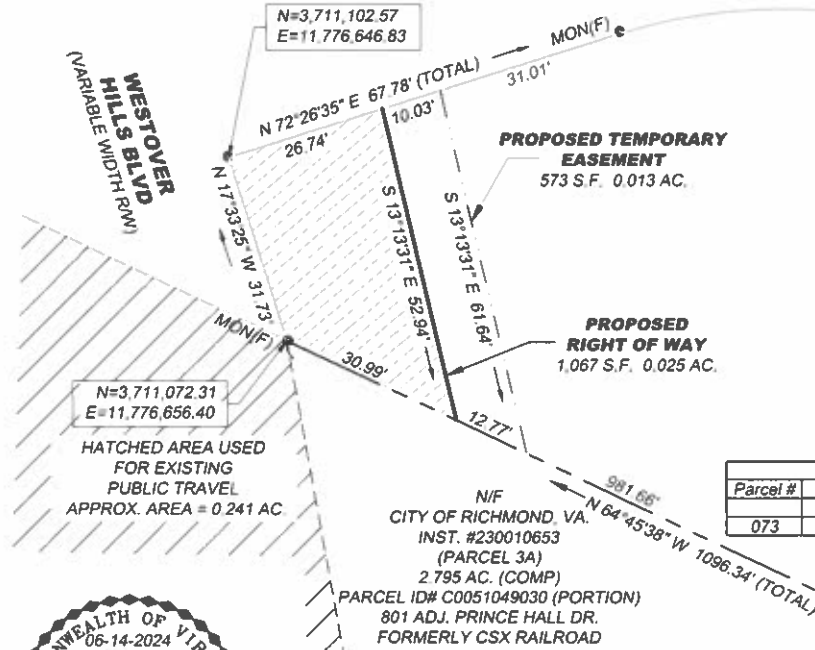 N=3,711,102.57
E=11,776,646.83
MON(F)
N 72°26'35" E 67.78' (TOTAL)
31.01'
10.03'
26.74'
WESTOVER
HILLS BLVD
(VARIABLE WIDTH R/W)
PROPOSED TEMPORARY
EASEMENT
573 S.F. 0.013 AC.
N 17°33'25" W 31.73'
S 13°13'31" E 52.94'
S 13°13'31" E 61.64'
MON(F)
PROPOSED
RIGHT OF WAY
1,067 S.F. 0.025 AC.
30.99'
12.77'
N=3,711,072.31
E=11,776,656.40
HATCHED AREA USED
FOR EXISTING
PUBLIC TRAVEL
APPROX. AREA = 0.241 AC.
981.66'
N 64°45'38" W 1096.34' (TOTAL)
Parcel #
073
N/F
CITY OF RICHMOND, VA.
INST. #230010653
(PARCEL 3A)
2.795 AC. (COMP)
PARCEL ID# C0051049030 (PORTION)
801 ADJ. PRINCE HALL DR.
FORMERLY CSX RAILROAD
NWEALTH OF VIR
06-14-2024